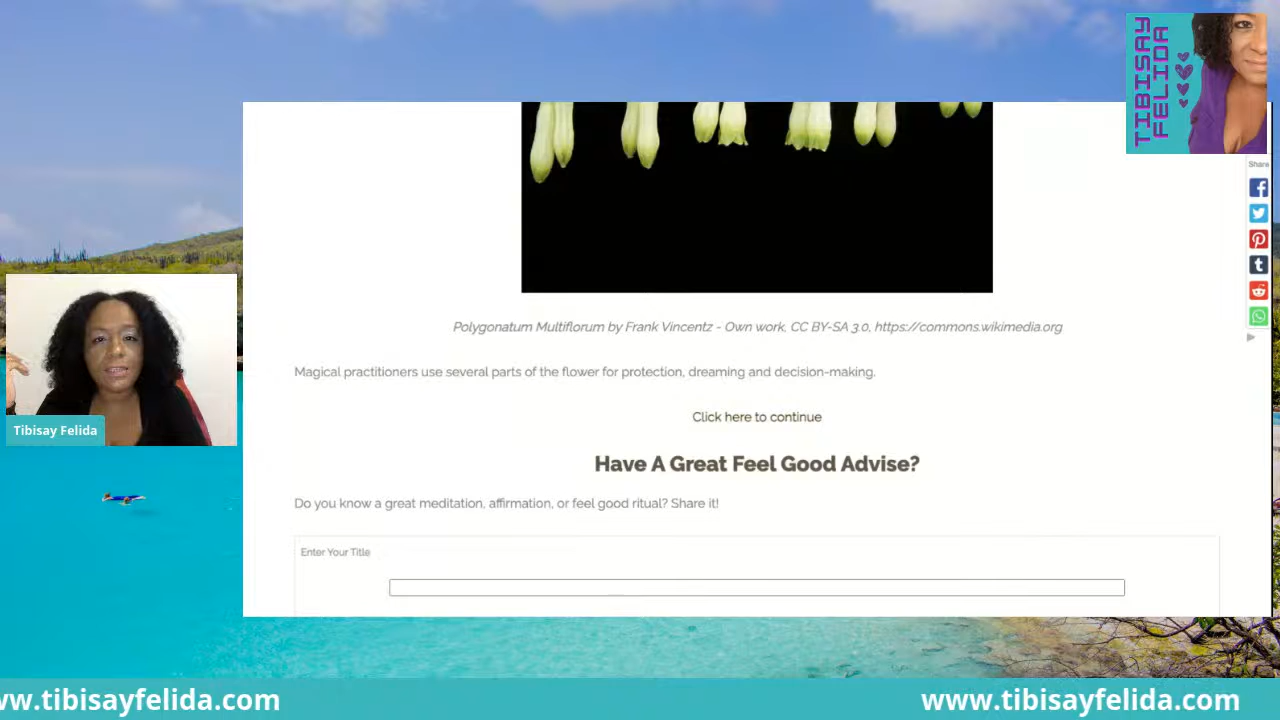 TIBISAY
FELIDA
Share
Polygonatum Multiflorum by Frank Vincentz - Own work, CC BY-SA 3.0, https://commons.wikimedia.org
Magical practitioners use several parts of the flower for protection, dreaming and decision-making.
Click here to continue
Have A Great Feel Good Advise?
Tibisay Felida
Do you know a great meditation, affirmation, or feel good ritual? Share it!
Enter Your Title
ww.tibisayfelida.com
www.tibisayfelida.com